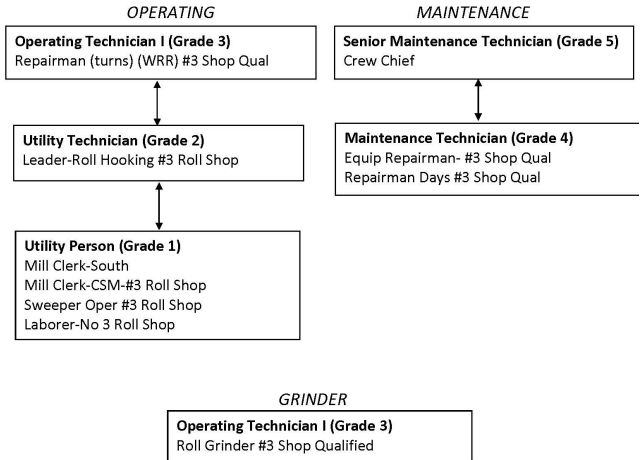 OPERATING
Operating Technician I (Grade 3)
Repairman (turns) (WRR) #3 Shop Qual
Utility Technician (Grade 2)
Leader-Roll Hooking #3 Roll Shop
Utility Person (Grade 1)
Mill Clerk-South
Mill Clerk-CSM-#3 Roll Shop
Sweeper Oper #3 Roll Shop
Laborer-No 3 Roll Shop
MAINTENANCE
Senior Maintenance Technician (Grade 5)
Crew Chief
Maintenance Technician (Grade 4)
Equip Repairman- #3 Shop Qual
Repairman Days #3 Shop Qual
GRINDER
Operating Technician I (Grade 3)
Roll Grinder #3 Shop Qualified